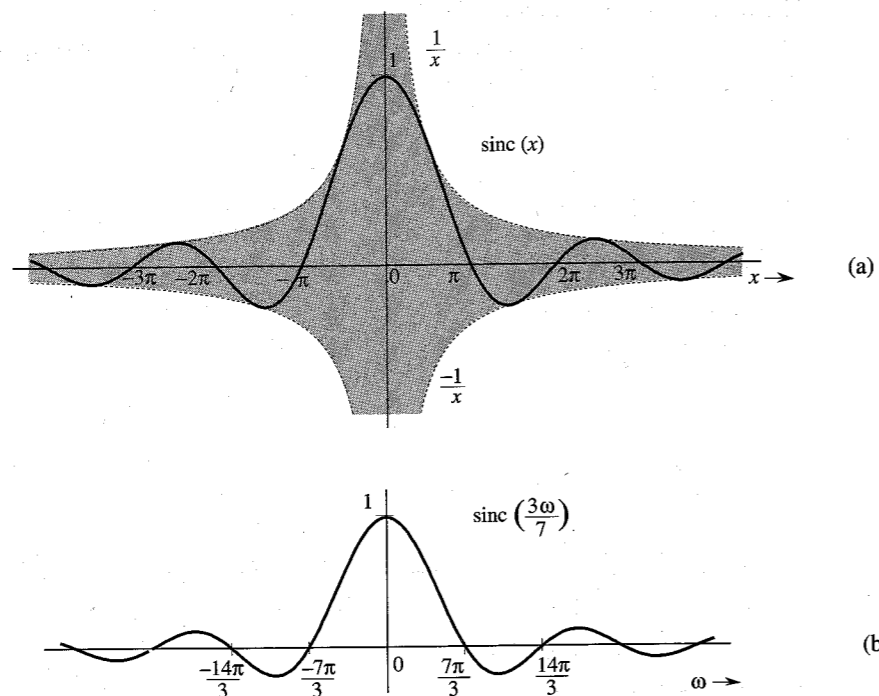 1/x
1
sinc (x)
−3π −2π −π 0 π 2π 3π x →
(a)
−1/x
1 sinc (3ω/7)
−14π/3 −7π/3 0 7π/3 14π/3 ω →
(b